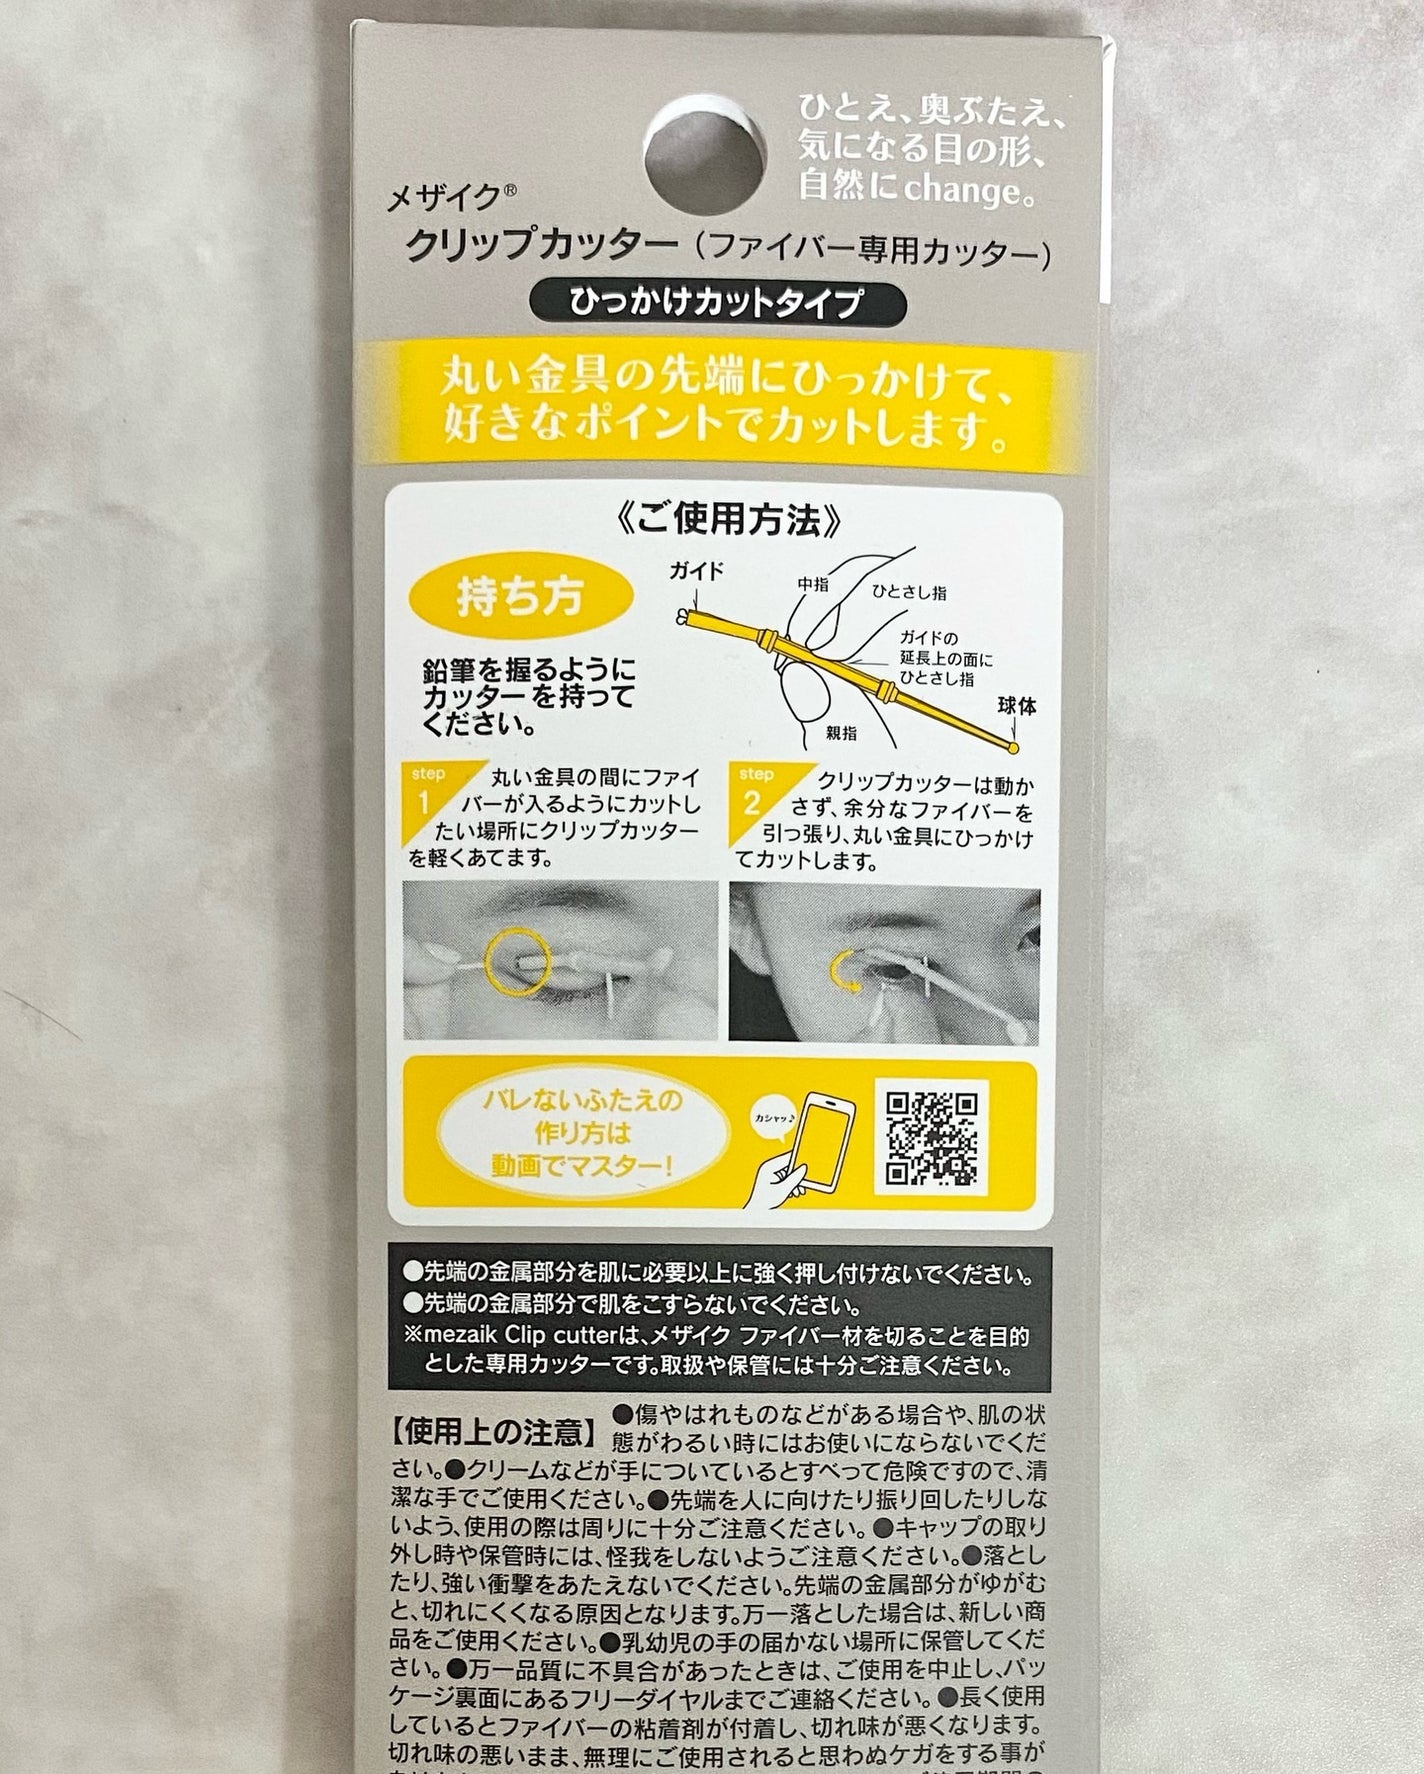 ひとえ、奥ぶたえ、
気になる目の形、
自然にchange。
メザイク®
クリップカッター（ファイバー専用カッター）
ひっかけカットタイプ
丸い金具の先端にひっかけて、
好きなポイントでカットします。
《ご使用方法》
持ち方
鉛筆を握るように
カッターを持って
ください。
ガイド
中指
ひとさし指
ガイドの
延長上の面に
ひとさし指
球体
親指
step
1
丸い金具の間にファイ
バーが入るようにカットし
たい場所にクリップカッター
を軽くあてます。
step
2
クリップカッターは動か
さず、余分なファイバーを
引っ張り、丸い金具にひっかけ
てカットします。
バレないふたえの
作り方は
動画でマスター！
カシャッ♪
●先端の金属部分を肌に必要以上に強く押し付けないでください。
●先端の金属部分で肌をこすらないでください。
※mezaik Clip cutterは、メザイク ファイバー材を切ることを目的
とした専用カッターです。取扱や保管には十分ご注意ください。
【使用上の注意】●傷やはれものなどがある場合や、肌の状
態がわるい時にはお使いにならないでくだ
さい。●クリームなどが手についているとすべって危険ですので、清
潔な手でご使用ください。●先端を人に向けたり振り回したりしな
いよう、使用の際は周りに十分ご注意ください。●キャップの取り
外し時や保管時には、怪我をしないようご注意ください。●落とし
たり、強い衝撃をあたえないでください。先端の金属部分がゆがむ
と、切れにくくなる原因となります。万一落とした場合は、新しい商
品をご使用ください。●乳幼児の手の届かない場所に保管してくだ
さい。●万一品質に不具合があったときは、ご使用を中止し、パッ
ケージ裏面にあるフリーダイヤルまでご連絡ください。●長く使用
しているとファイバーの粘着剤が付着し、切れ味が悪くなります。
切れ味の悪いまま、無理にご使用されると思わぬケガをする事が